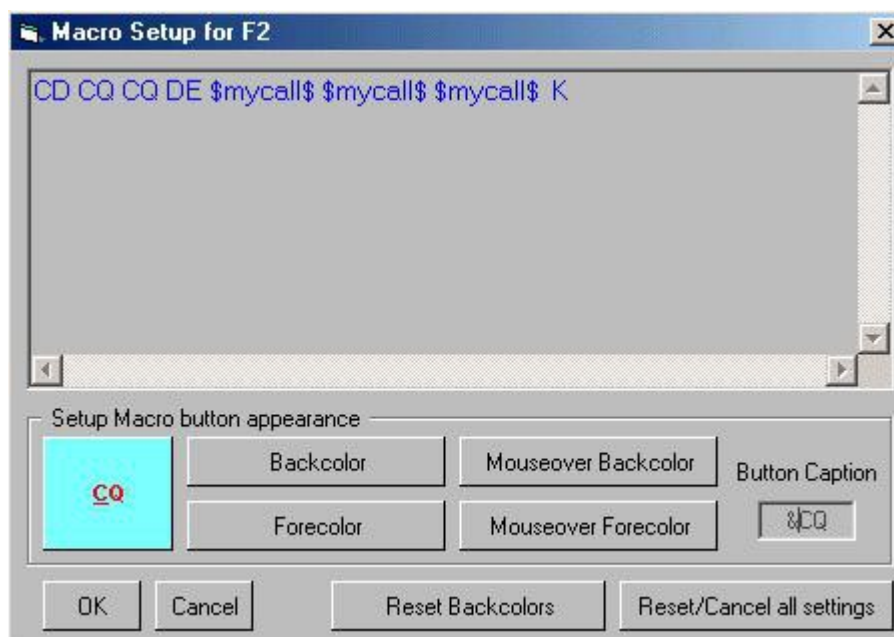 Macro Setup for F2
CD CQ CQ DE $mycall$ $mycall$ $mycall$ K
Setup Macro button appearance
CQ
Backcolor
Mouseover Backcolor
Button Caption
Forecolor
Mouseover Forecolor
&CQ
OK
Cancel
Reset Backcolors
Reset/Cancel all settings